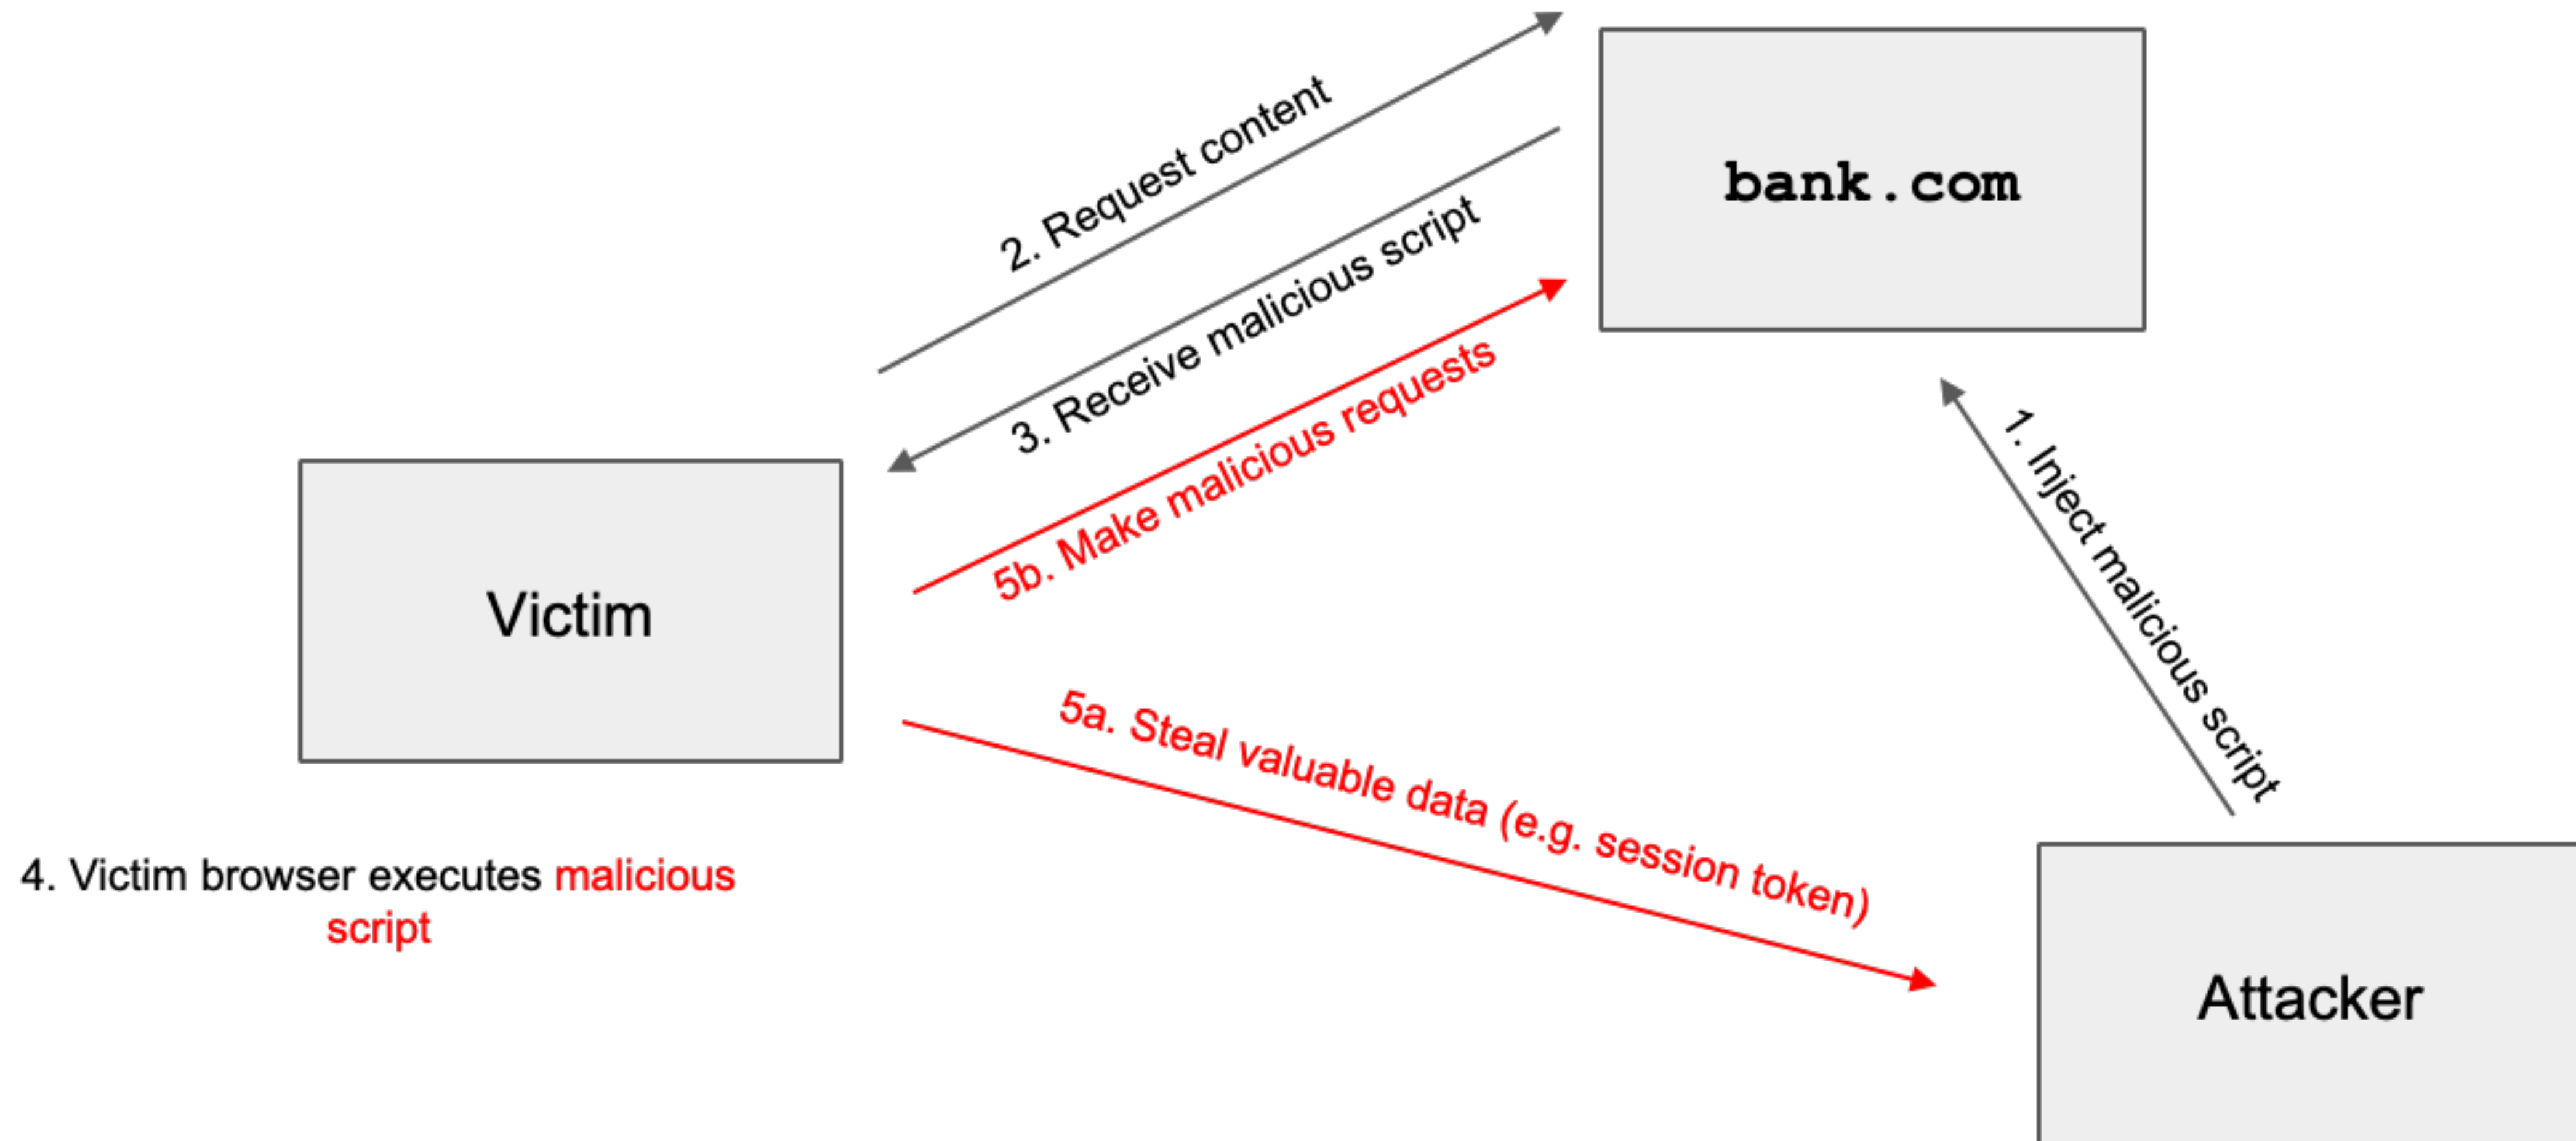 2. Request content
bank.com
3. Receive malicious script
5b. Make malicious requests
1. Inject malicious script
Victim
5a. Steal valuable data (e.g. session token)
4. Victim browser executes malicious
script
Attacker